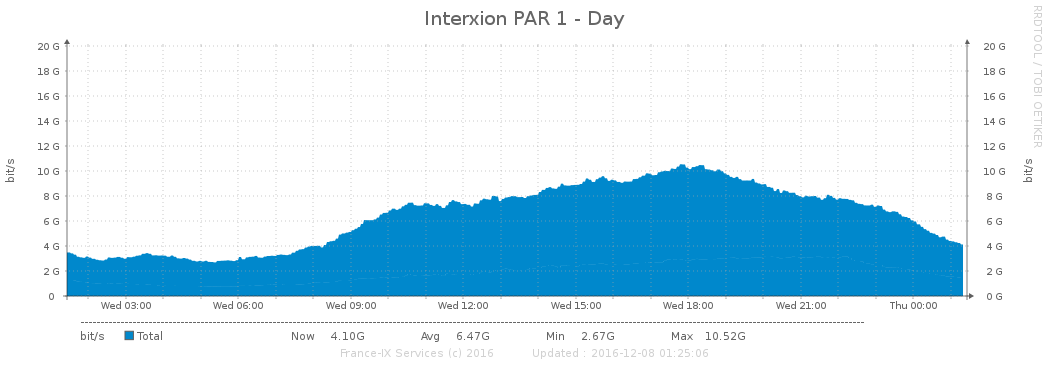 Interxion PAR 1 - Day
RRDTOOL / TOBI OETIKER
bit/s
20 G 20 G
18 G 18 G
16 G 16 G
14 G 14 G
12 G 12 G
10 G 10 G
8 G 8 G
6 G 6 G
4 G 4 G
2 G 2 G
0 0 G
bit/s
Wed 03:00 Wed 06:00 Wed 09:00 Wed 12:00 Wed 15:00 Wed 18:00 Wed 21:00 Thu 00:00
bit/s Total Now 4.10G Avg 6.47G Min 2.67G Max 10.52G
France-IX Services (c) 2016 Updated : 2016-12-08 01:25:06